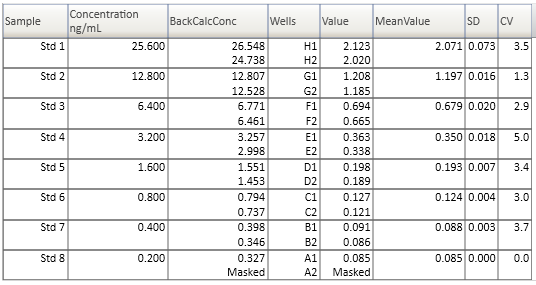 Sample Concentration ng/mL BackCalcConc Wells Value MeanValue SD CV
Std 1 25.600 26.548 H1 2.123 2.071 0.073 3.5
24.738 H2 2.020
Std 2 12.800 12.807 G1 1.208 1.197 0.016 1.3
12.528 G2 1.185
Std 3 6.400 6.771 F1 0.694 0.679 0.020 2.9
6.461 F2 0.665
Std 4 3.200 3.257 E1 0.363 0.350 0.018 5.0
2.998 E2 0.338
Std 5 1.600 1.551 D1 0.198 0.193 0.007 3.4
1.453 D2 0.189
Std 6 0.800 0.794 C1 0.127 0.124 0.004 3.0
0.737 C2 0.121
Std 7 0.400 0.398 B1 0.091 0.088 0.003 3.7
0.346 B2 0.086
Std 8 0.200 0.327 A1 0.085 0.085 0.000 0.0
Masked A2 Masked